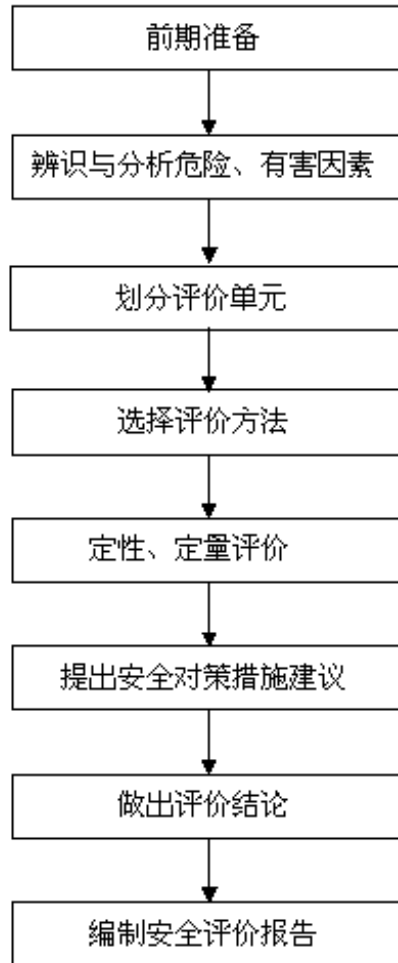 前期准备
辨识与分析危险、有害因素
划分评价单元
选择评价方法
定性、定量评价
提出安全对策措施建议
做出评价结论
编制安全评价报告